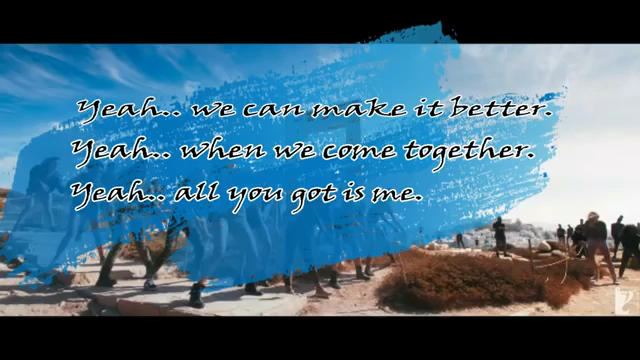 Yeah.. we can make it better.
Yeah.. when we come together.
Yeah.. all you got is me.